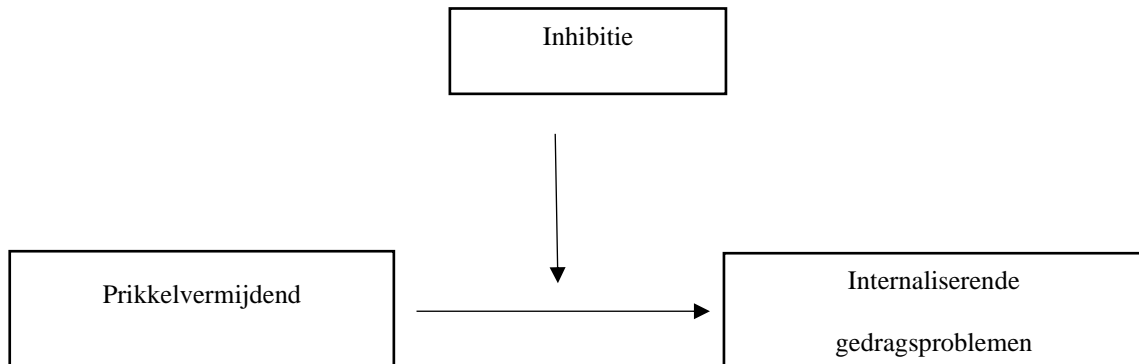 Inhibitie
Prikkelvermijdend
Internaliserende
gedragsproblemen